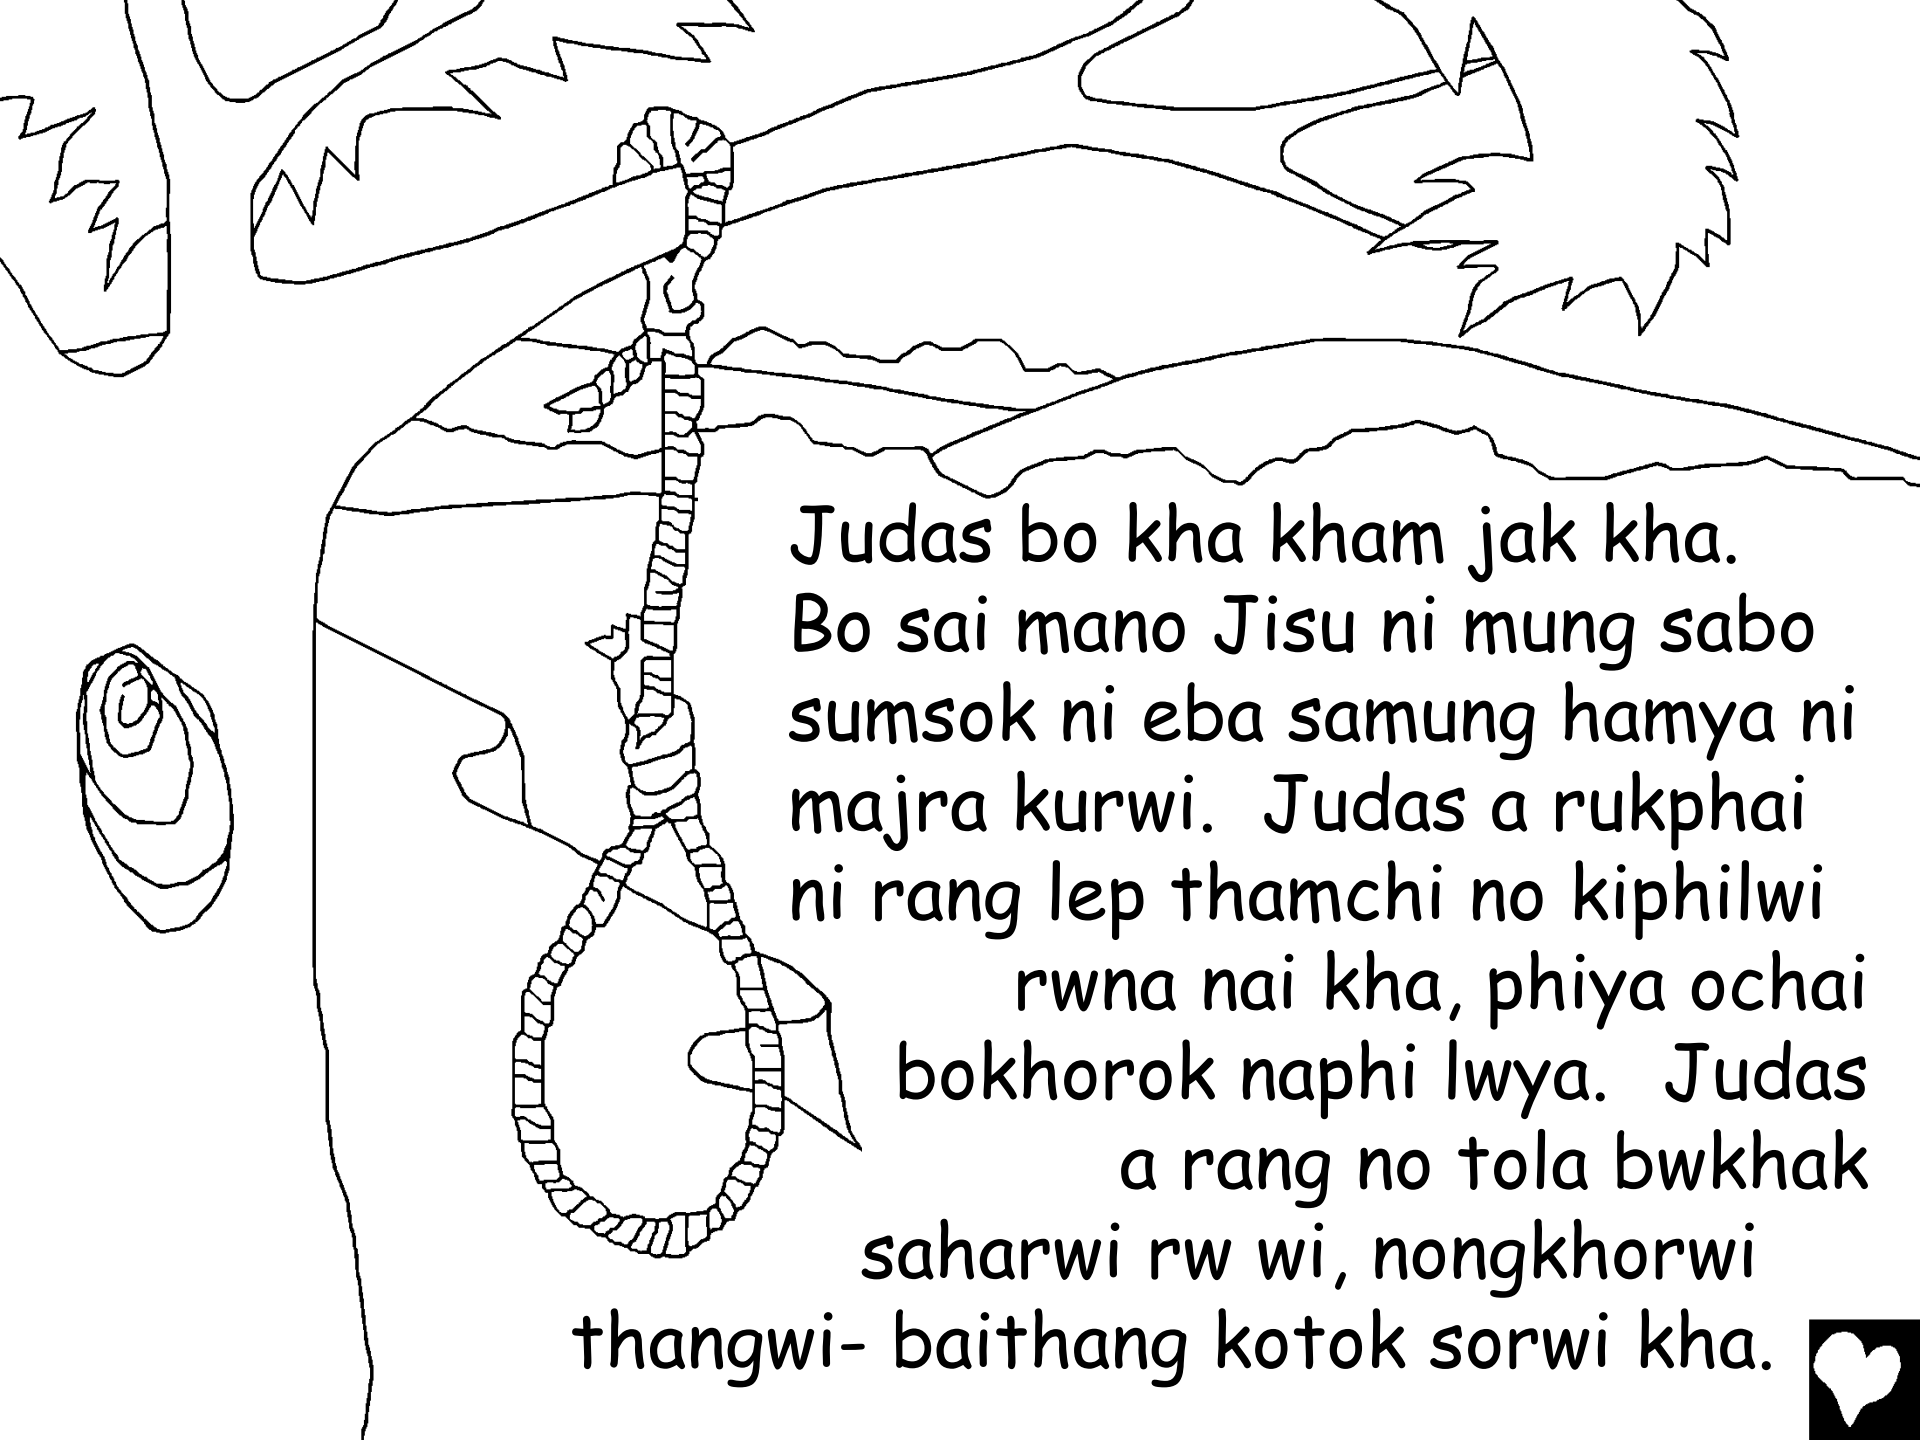 Judas bo kha kham jak kha.
Bo sai mano Jisu ni mung sabo
sumsok ni eba samung hamya ni
majra kurwi.  Judas a rukphai
ni rang lep thamchi no kiphilwi
rwna nai kha, phiya ochai
bokhorok naphi lwya.  Judas
a rang no tola bwkhak
saharwi rw wi, nongkhorwi
thangwi- baithang kotok sorwi kha.